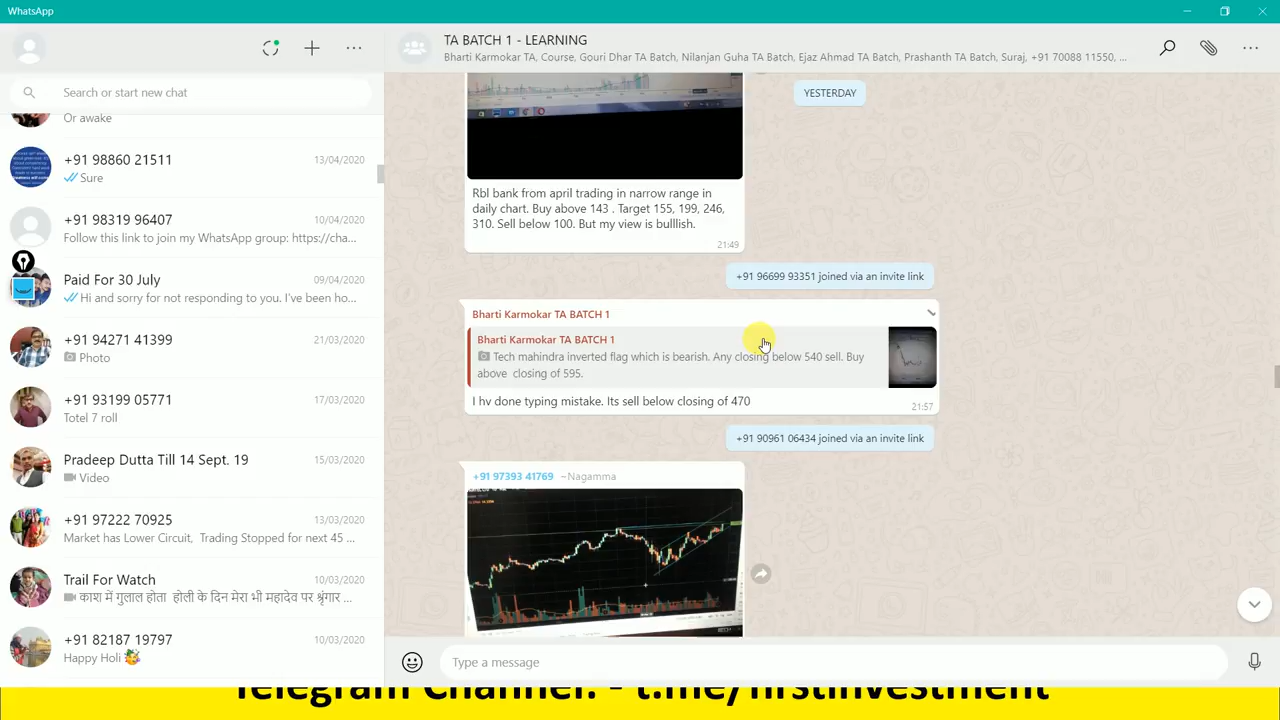 WhatsApp
Search or start new chat
Or awake
+91 98860 21511
13/04/2020
Sure
+91 98319 96407
10/04/2020
Follow this link to join my WhatsApp group: https://cha...
Paid For 30 July
09/04/2020
Hi and sorry for not responding to you. I've been ho...
+91 94271 41399
21/03/2020
Photo
+91 93199 05771
17/03/2020
Totel 7 roll
Pradeep Dutta Till 14 Sept. 19
15/03/2020
Video
+91 97222 70925
13/03/2020
Market has Lower Circuit, Trading Stopped for next 45 ...
Trail For Watch
10/03/2020
काश में गुलाल होता होली के दिन मेरा भी महादेव पर श्रृंगार ...
+91 82187 19797
10/03/2020
Happy Holi
TA BATCH 1 - LEARNING
Bharti Karmokar TA, Course, Gouri Dhar TA Batch, Nilanjan Guha TA Batch, Ejaz Ahmad TA Batch, Prashanth TA Batch, Suraj, +91 70088 11550, ...
YESTERDAY
Rbl bank from april trading in narrow range in
daily chart. Buy above 143 . Target 155, 199, 246,
310. Sell below 100. But my view is bulllish.
21:49
+91 96699 93351 joined via an invite link
Bharti Karmokar TA BATCH 1
Bharti Karmokar TA BATCH 1
Tech mahindra inverted flag which is bearish. Any closing below 540 sell. Buy
above closing of 595.
I hv done typing mistake. Its sell below closing of 470
21:57
+91 90961 06434 joined via an invite link
+91 97393 41769 ~Nagamma
Type a message
Telegram Channel: - t.me/firstinvestment